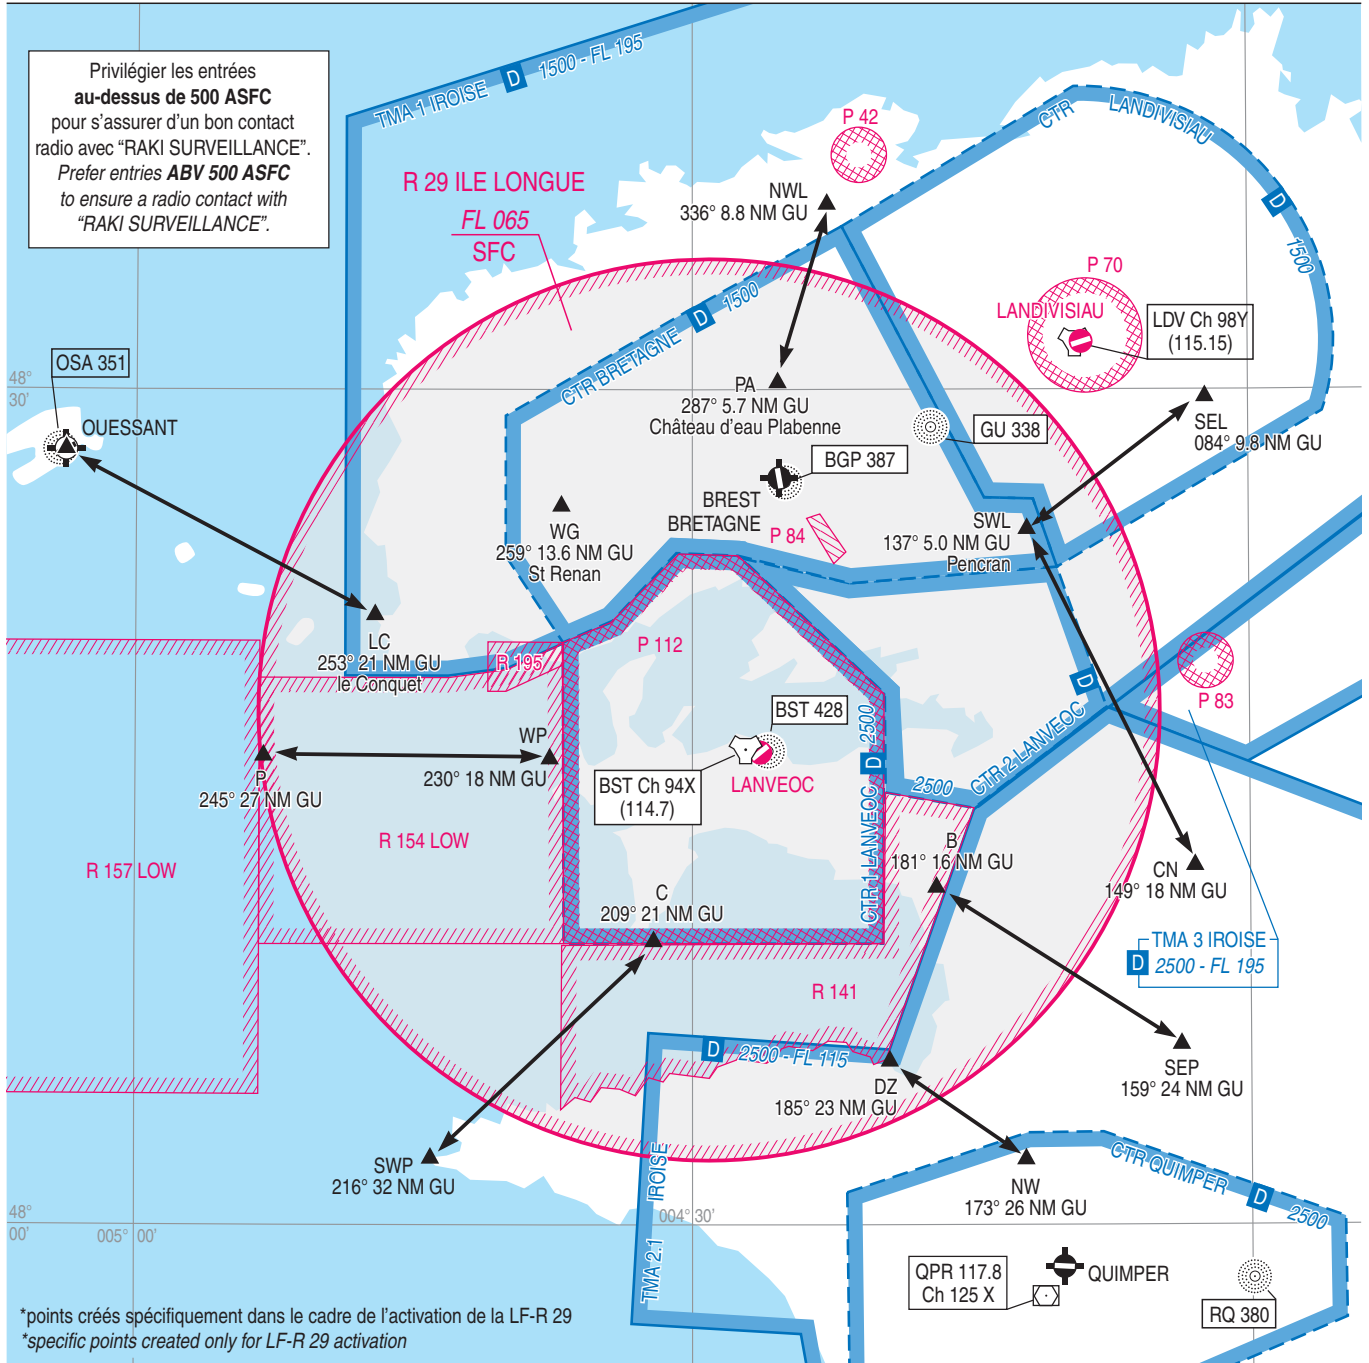 Privilégier les entrées
au-dessus de 500 ASFC
pour s'assurer d'un bon contact
radio avec “RAKI SURVEILLANCE”.
Prefer entries ABV 500 ASFC
to ensure a radio contact with
“RAKI SURVEILLANCE”.
TMA 1 IROISE D 1500 - FL 195
R 29 ILE LONGUE
FL 065
SFC
P 42
NWL
336° 8.8 NM GU
CTR LANDIVISIAU
D 1500
P 70
LANDIVISIAU
LDV Ch 98Y
(115.15)
CTR BRETAGNE D 1500
OSA 351
OUESSANT
48°
30'
PA
287° 5.7 NM GU
Château d'eau Plabenne
GU 338
SEL
084° 9.8 NM GU
BGP 387
BREST
BRETAGNE
P 84
WG
259° 13.6 NM GU
St Renan
SWL
137° 5.0 NM GU
Pencran
LC
253° 21 NM GU
le Conquet
R 195
P 112
P 83
D
BST 428
2500
D
CTR 1 LANVEOC
CTR 2 LANVEOC
2500
WP
230° 18 NM GU
P
245° 27 NM GU
BST Ch 94X
(114.7)
LANVEOC
R 154 LOW
R 157 LOW
B
181° 16 NM GU
CN
149° 18 NM GU
C
209° 21 NM GU
TMA 3 IROISE
D 2500 - FL 195
R 141
D 2500 - FL 115
DZ
185° 23 NM GU
SEP
159° 24 NM GU
SWP
216° 32 NM GU
TMA 2.1 IROISE
CTR QUIMPER D 2500
NW
173° 26 NM GU
48°
00'
005° 00'
004° 30'
QPR 117.8
Ch 125 X
QUIMPER
RQ 380
*points créés spécifiquement dans le cadre de l'activation de la LF-R 29
*specific points created only for LF-R 29 activation